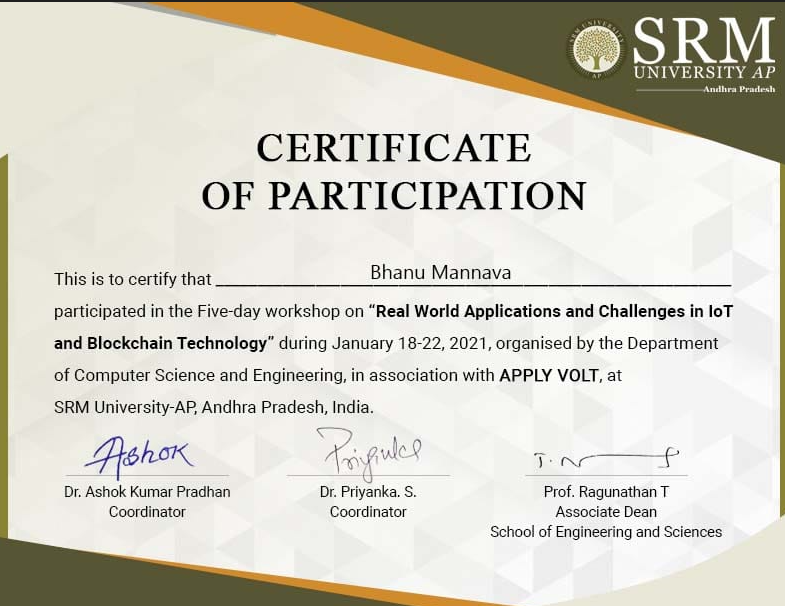 SRM UNIVERSITY
AP
SRM
UNIVERSITY AP
Andhra Pradesh
CERTIFICATE
OF PARTICIPATION
This is to certify that Bhanu Mannava
participated in the Five-day workshop on “Real World Applications and Challenges in IoT
and Blockchain Technology” during January 18-22, 2021, organised by the Department
of Computer Science and Engineering, in association with APPLY VOLT, at
SRM University-AP, Andhra Pradesh, India.
Ashok
Priyanka
Dr. Ashok Kumar Pradhan
Dr. Priyanka. S.
Prof. Ragunathan T
Coordinator
Coordinator
Associate Dean
School of Engineering and Sciences